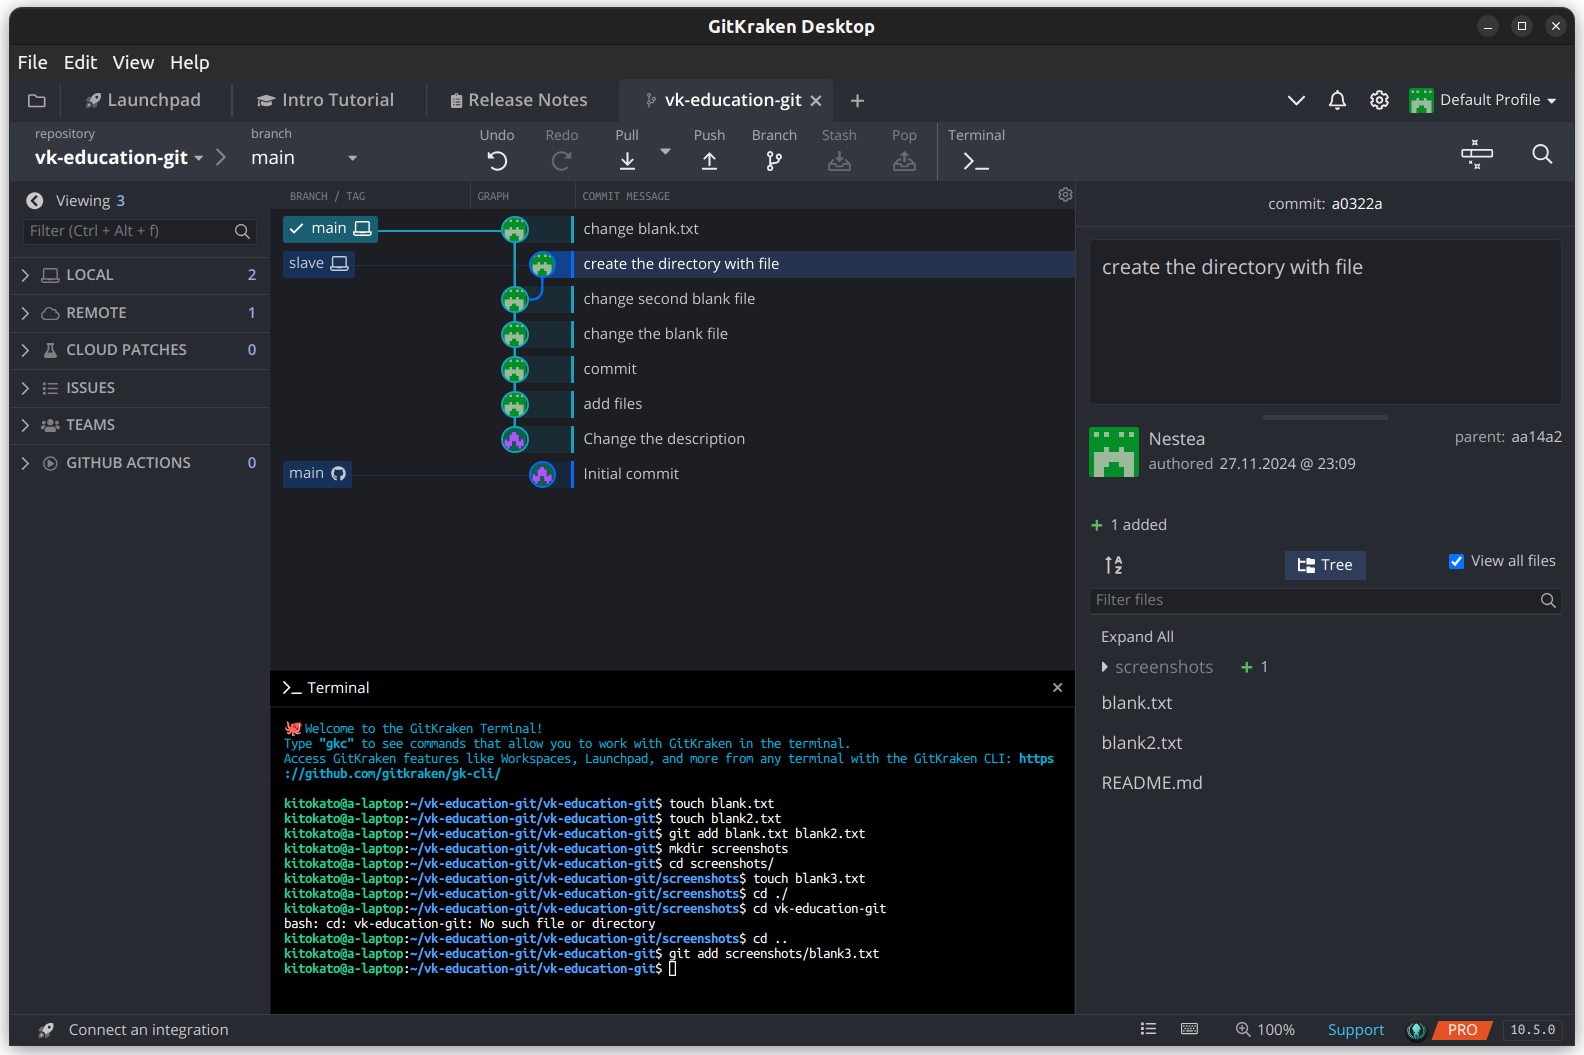 GitKraken Desktop
File Edit View Help
Launchpad Intro Tutorial Release Notes vk-education-git
Default Profile
repository branch
vk-education-git main
Undo Redo Pull Push Branch Stash Pop Terminal
Viewing 3
Filter (Ctrl + Alt + f)
LOCAL 2
REMOTE 1
CLOUD PATCHES 0
ISSUES
TEAMS
GITHUB ACTIONS 0
BRANCH / TAG GRAPH COMMIT MESSAGE
main change blank.txt
slave create the directory with file
change second blank file
change the blank file
commit
add files
Change the description
main Initial commit
>_ Terminal
Welcome to the GitKraken Terminal!
Type "gkc" to see commands that allow you to work with GitKraken in the terminal.
Access GitKraken features like Workspaces, Launchpad, and more from any terminal with the GitKraken CLI: https
://github.com/gitkraken/gk-cli/
kitokato@a-laptop:~/vk-education-git/vk-education-git$ touch blank.txt
kitokato@a-laptop:~/vk-education-git/vk-education-git$ touch blank2.txt
kitokato@a-laptop:~/vk-education-git/vk-education-git$ git add blank.txt blank2.txt
kitokato@a-laptop:~/vk-education-git/vk-education-git$ mkdir screenshots
kitokato@a-laptop:~/vk-education-git/vk-education-git$ cd screenshots/
kitokato@a-laptop:~/vk-education-git/vk-education-git/screenshots$ touch blank3.txt
kitokato@a-laptop:~/vk-education-git/vk-education-git/screenshots$ cd ./
kitokato@a-laptop:~/vk-education-git/vk-education-git/screenshots$ cd vk-education-git
bash: cd: vk-education-git: No such file or directory
kitokato@a-laptop:~/vk-education-git/vk-education-git/screenshots$ cd ..
kitokato@a-laptop:~/vk-education-git/vk-education-git$ git add screenshots/blank3.txt
kitokato@a-laptop:~/vk-education-git/vk-education-git$
commit: a0322a
create the directory with file
Nestea parent: aa14a2
authored 27.11.2024 @ 23:09
+ 1 added
AZ Tree View all files
Filter files
Expand All
screenshots + 1
blank.txt
blank2.txt
README.md
Connect an integration 100% Support PRO 10.5.0